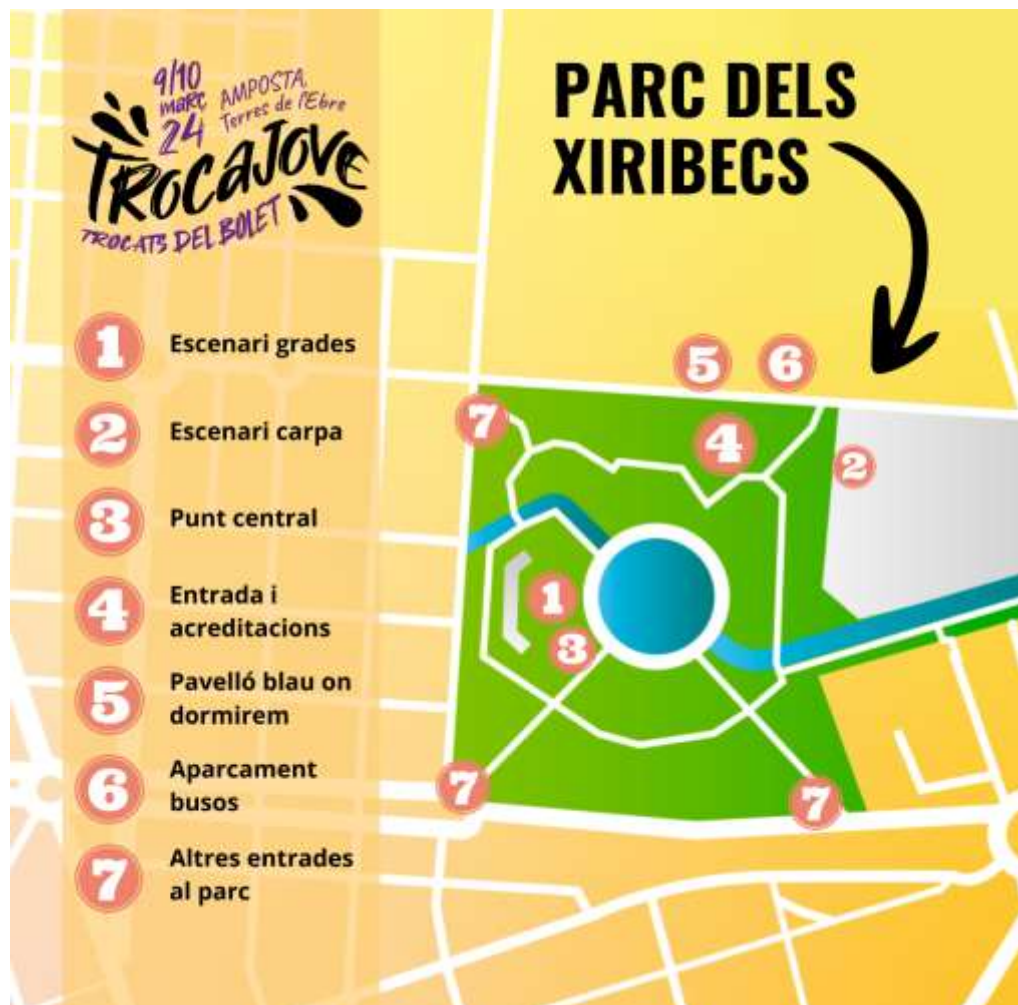 9/10
març
24
AMPOSTA,
Terres de l'Ebre
TROCAJOVE
TROCATS DEL BOLET
PARC DELS
XIRIBECS
1 Escenari grades
2 Escenari carpa
3 Punt central
4 Entrada i
acreditacions
5 Pavelló blau on
dormirem
6 Aparcament
busos
7 Altres entrades
al parc
5 6
7
4
2
1
3
7
7